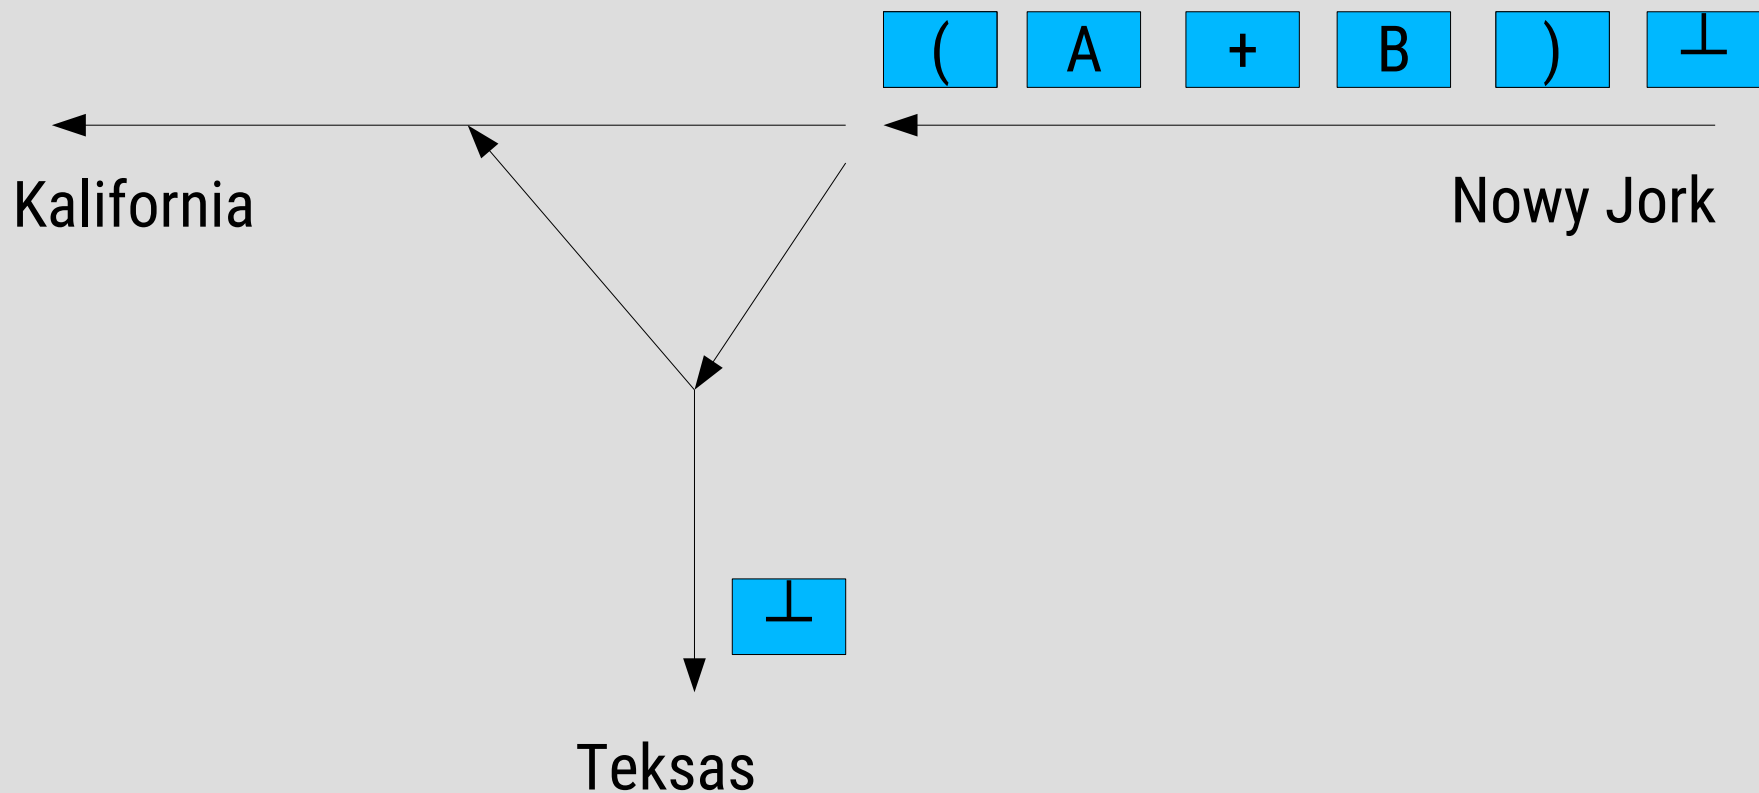 ( A + B ) ⊥
Kalifornia
Nowy Jork
⊥
Teksas